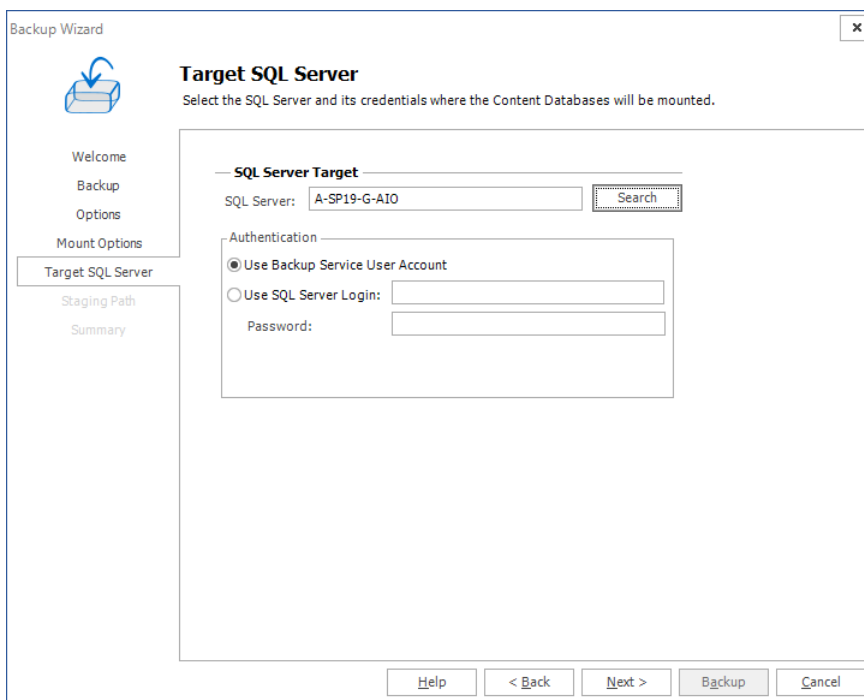 Backup Wizard
Target SQL Server
Select the SQL Server and its credentials where the Content Databases will be mounted.
Welcome
Backup
Options
Mount Options
Target SQL Server
Staging Path
Summary
SQL Server Target
SQL Server: A-SP19-G-AIO Search
Authentication
Use Backup Service User Account
Use SQL Server Login:
Password:
Help < Back Next > Backup Cancel